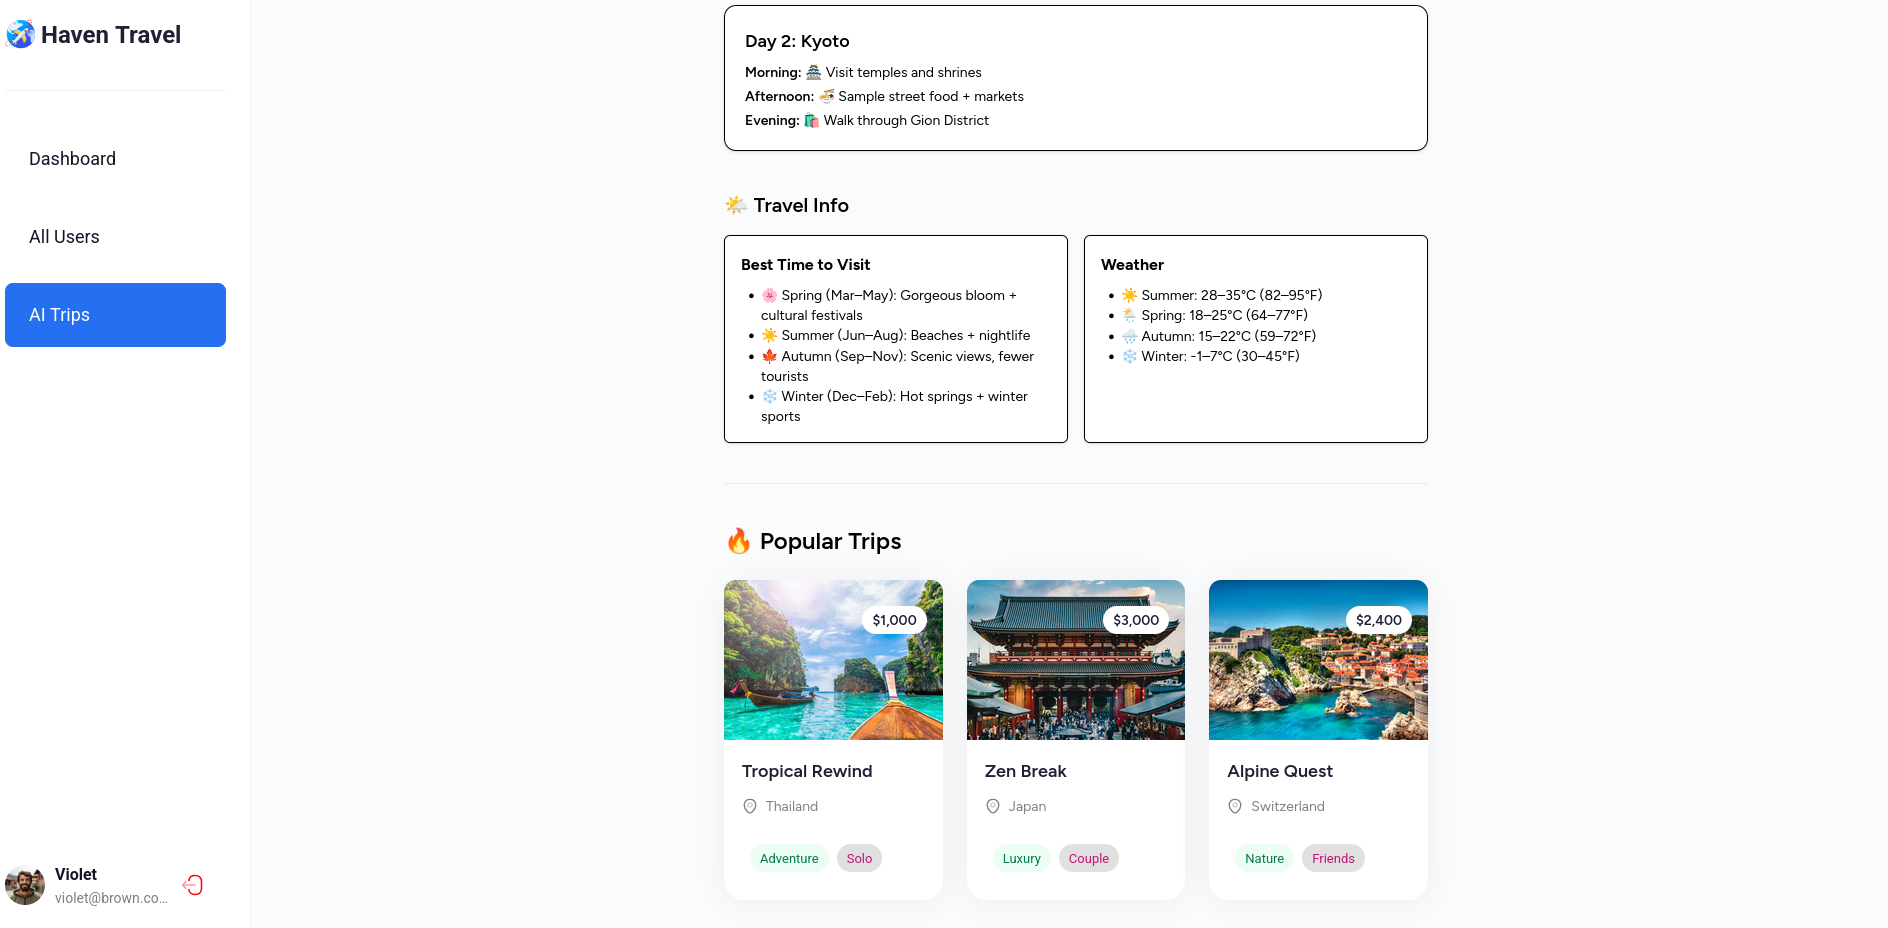 Haven Travel
Dashboard
All Users
AI Trips
Violet
violet@brown.co...
Day 2: Kyoto
Morning: 🏯 Visit temples and shrines
Afternoon: 🍜 Sample street food + markets
Evening: 🛍️ Walk through Gion District
🌤️ Travel Info
Best Time to Visit
• 🌸 Spring (Mar–May): Gorgeous bloom +
cultural festivals
• ☀️ Summer (Jun–Aug): Beaches + nightlife
• 🍁 Autumn (Sep–Nov): Scenic views, fewer
tourists
• ❄️ Winter (Dec–Feb): Hot springs + winter
sports
Weather
• ☀️ Summer: 28–35°C (82–95°F)
• 🌦️ Spring: 18–25°C (64–77°F)
• 🌧️ Autumn: 15–22°C (59–72°F)
• ❄️ Winter: -1–7°C (30–45°F)
🔥 Popular Trips
$1,000
Tropical Rewind
Thailand
Adventure
Solo
$3,000
Zen Break
Japan
Luxury
Couple
$2,400
Alpine Quest
Switzerland
Nature
Friends